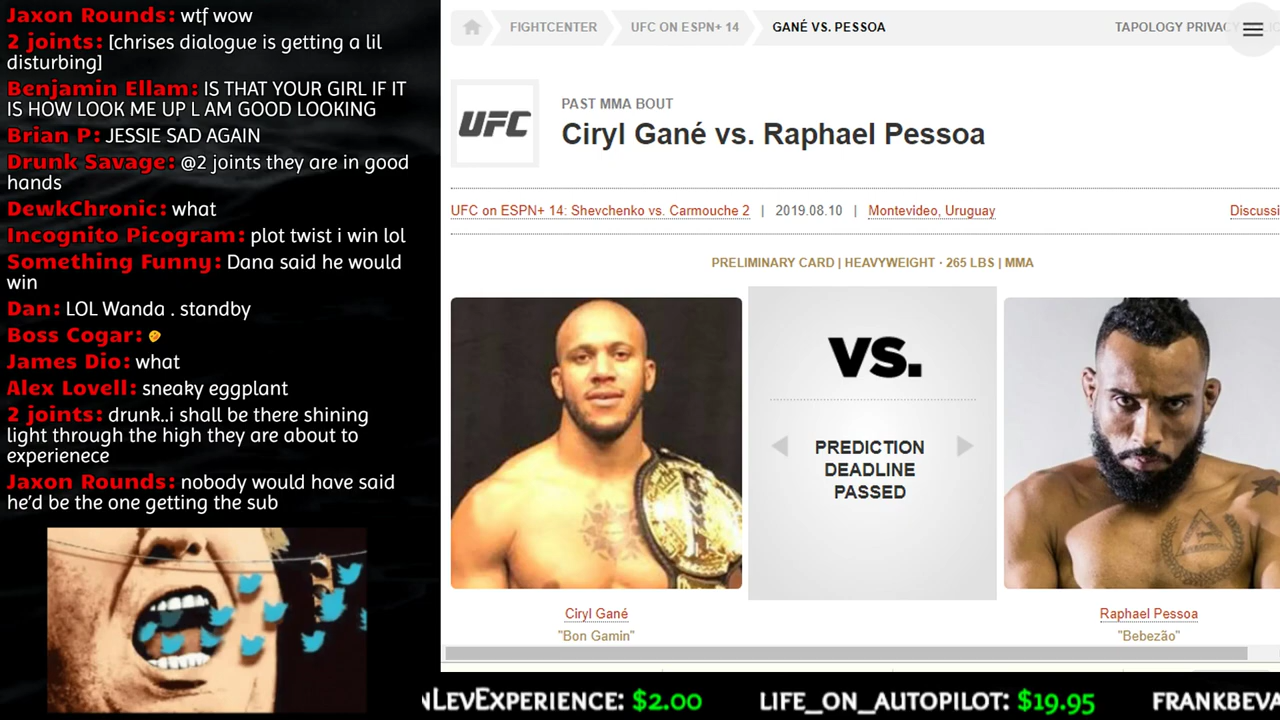 Jaxon Rounds: wtf wow
2 joints: [chrises dialogue is getting a lil
disturbing]
Benjamin Ellam: IS THAT YOUR GIRL IF IT
IS HOW LOOK ME UP L AM GOOD LOOKING
Brian P: JESSIE SAD AGAIN
Drunk Savage: @2 joints they are in good
hands
DewkChronic: what
Incognito Picogram: plot twist i win lol
Something Funny: Dana said he would
win
Dan: LOL Wanda . standby
Boss Cogar:
James Dio: what
Alex Lovell: sneaky eggplant
2 joints: drunk..i shall be there shining
light through the high they are about to
experienece
Jaxon Rounds: nobody would have said
he'd be the one getting the sub
FIGHTCENTER
UFC ON ESPN+ 14
GANÉ VS. PESSOA
TAPOLOGY PRIVACY
UFC
PAST MMA BOUT
Ciryl Gané vs. Raphael Pessoa
UFC on ESPN+ 14: Shevchenko vs. Carmouche 2 | 2019.08.10 | Montevideo, Uruguay
Discussi
PRELIMINARY CARD | HEAVYWEIGHT · 265 LBS | MMA
VS.
PREDICTION
DEADLINE
PASSED
Ciryl Gané
"Bon Gamin"
Raphael Pessoa
"Bebezão"
NLEVEXPERIENCE: $2.00 LIFE_ON_AUTOPILOT: $19.95 FRANKBEVA